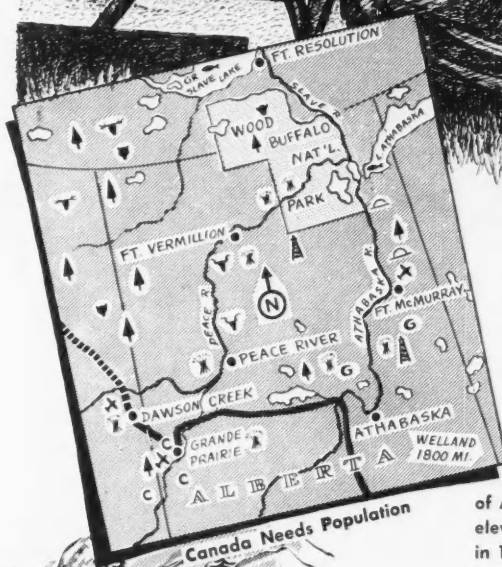 FT. RESOLUTION
GR.
SLAVE LAKE
SLAVE R.
WOOD
BUFFALO
NAT'L.
PARK
L. ATHABASKA
FT. VERMILLION
PEACE R.
N
ATHABASKA R.
FT. McMURRAY
G
PEACE RIVER
G
DAWSON CREEK
C
GRANDE
PRAIRIE
C
C
ATHABASKA
ALBERTA
WELLAND
1800 MI.
Canada Needs Population
of
elev
in 1